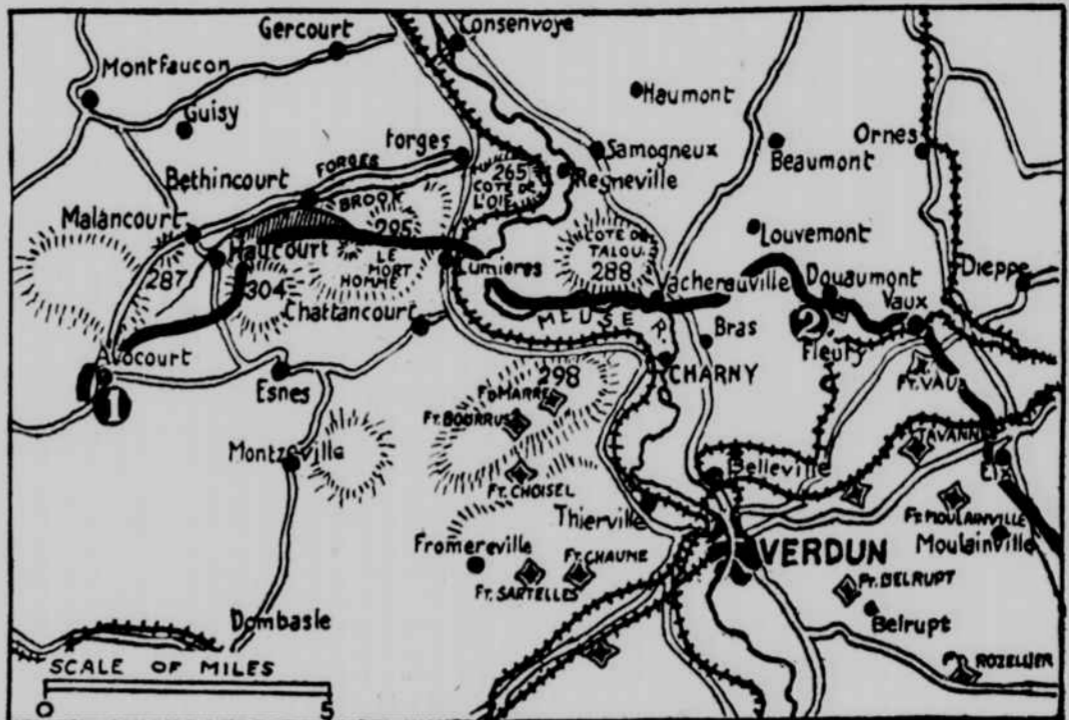 Gercourt
Consenvoye
Montfaucon
Haumont
Guisy
Forges
Samogneux
Beaumont
Ornes
Bethincourt
FORGES
BROOK
265
COTE DE
L'OIE
Regneville
Malancourt
295
LE
MORT
HOMME
COTE DE
TALOU
288
Louvemont
Haucourt
287
304
Cumieres
Vacherauville
Douaumont
Dieppe
Vaux
Chattancourt
MEUSE R.
Bras
2
Fleury
Avocourt
1
Esnes
298
CHARNY
FT. VAUX
FT. MARRE
FT. BOURRUS
TAVANNES
Montzeville
Belleville
Eix
FT. CHOISEL
Thierville
FT. MOULAINVILLE
Moulainville
Fromereville
FT. CHAUME
VERDUN
FT. SARTELLES
FT. BELRUPT
Dombasle
Belrupt
SCALE OF MILES
FT. ROZELLIER
0 5